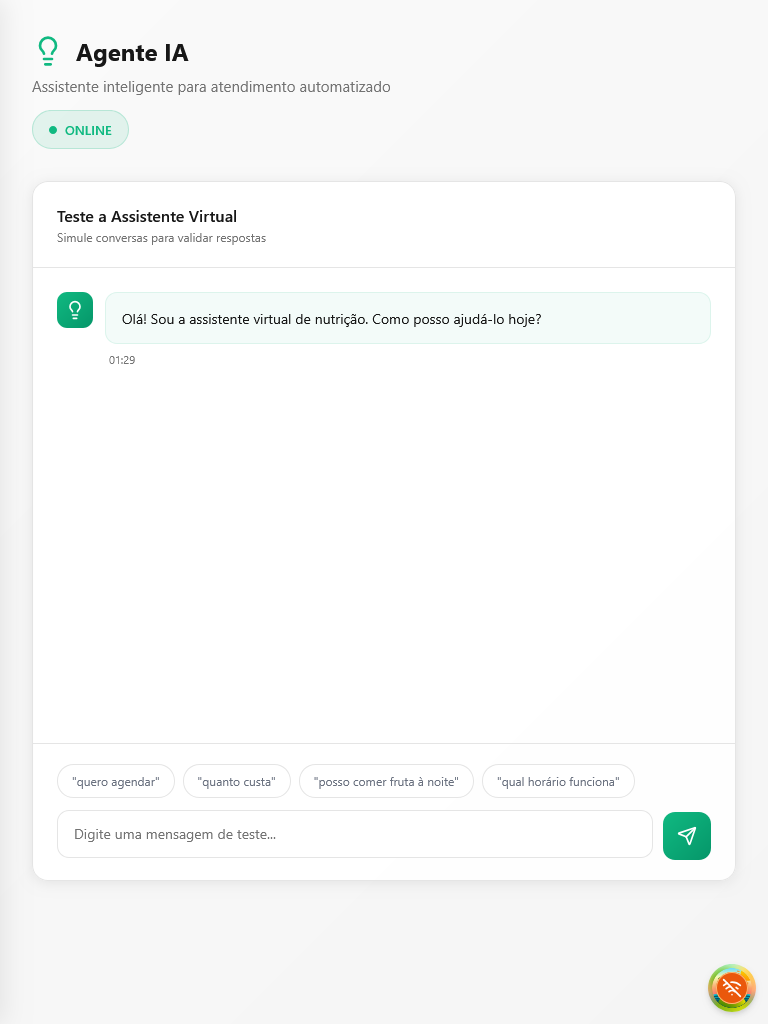 Agente IA
Assistente inteligente para atendimento automatizado
ONLINE
Teste a Assistente Virtual
Simule conversas para validar respostas
Olá! Sou a assistente virtual de nutrição. Como posso ajudá-lo hoje?
01:29
"quero agendar" "quanto custa" "posso comer fruta à noite" "qual horário funciona"
Digite uma mensagem de teste...